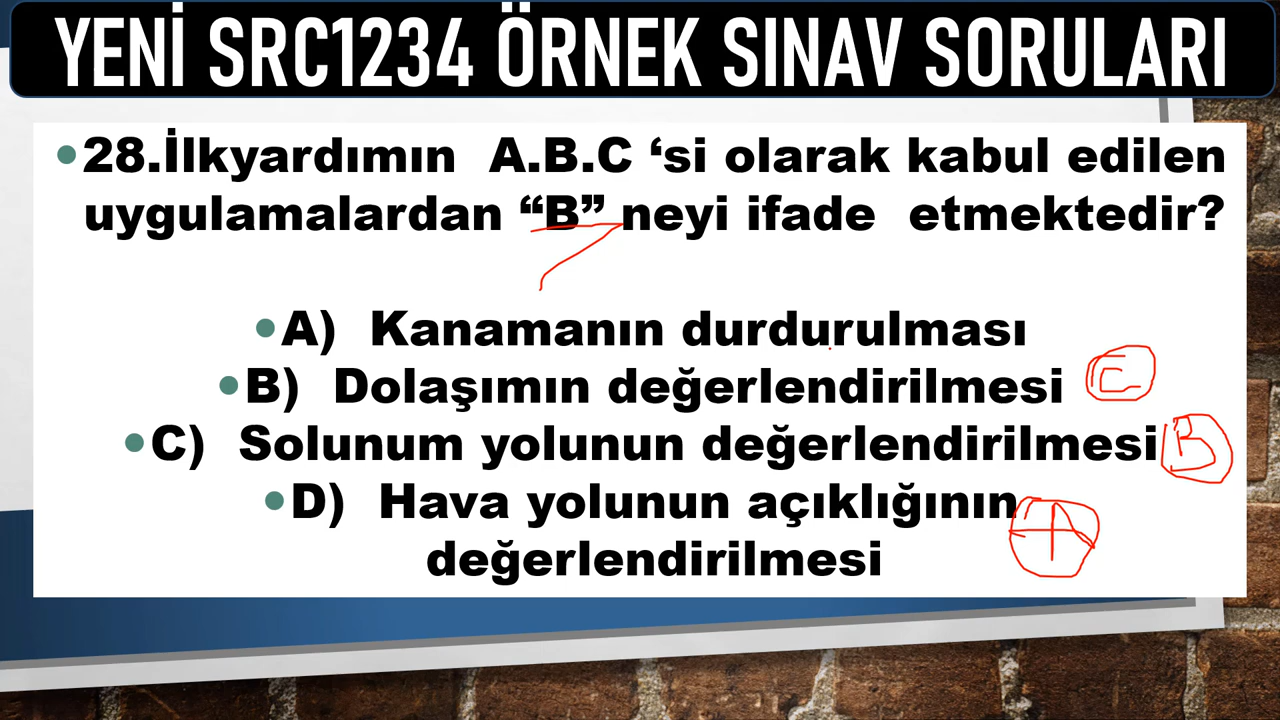 YENİ SRC1234 ÖRNEK SINAV SORULARI
•28.İlkyardımın A.B.C ‘si olarak kabul edilen
uygulamalardan “B” neyi ifade etmektedir?
•A) Kanamanın durdurulması
•B) Dolaşımın değerlendirilmesi C
•C) Solunum yolunun değerlendirilmesi B
•D) Hava yolunun açıklığının A
değerlendirilmesi